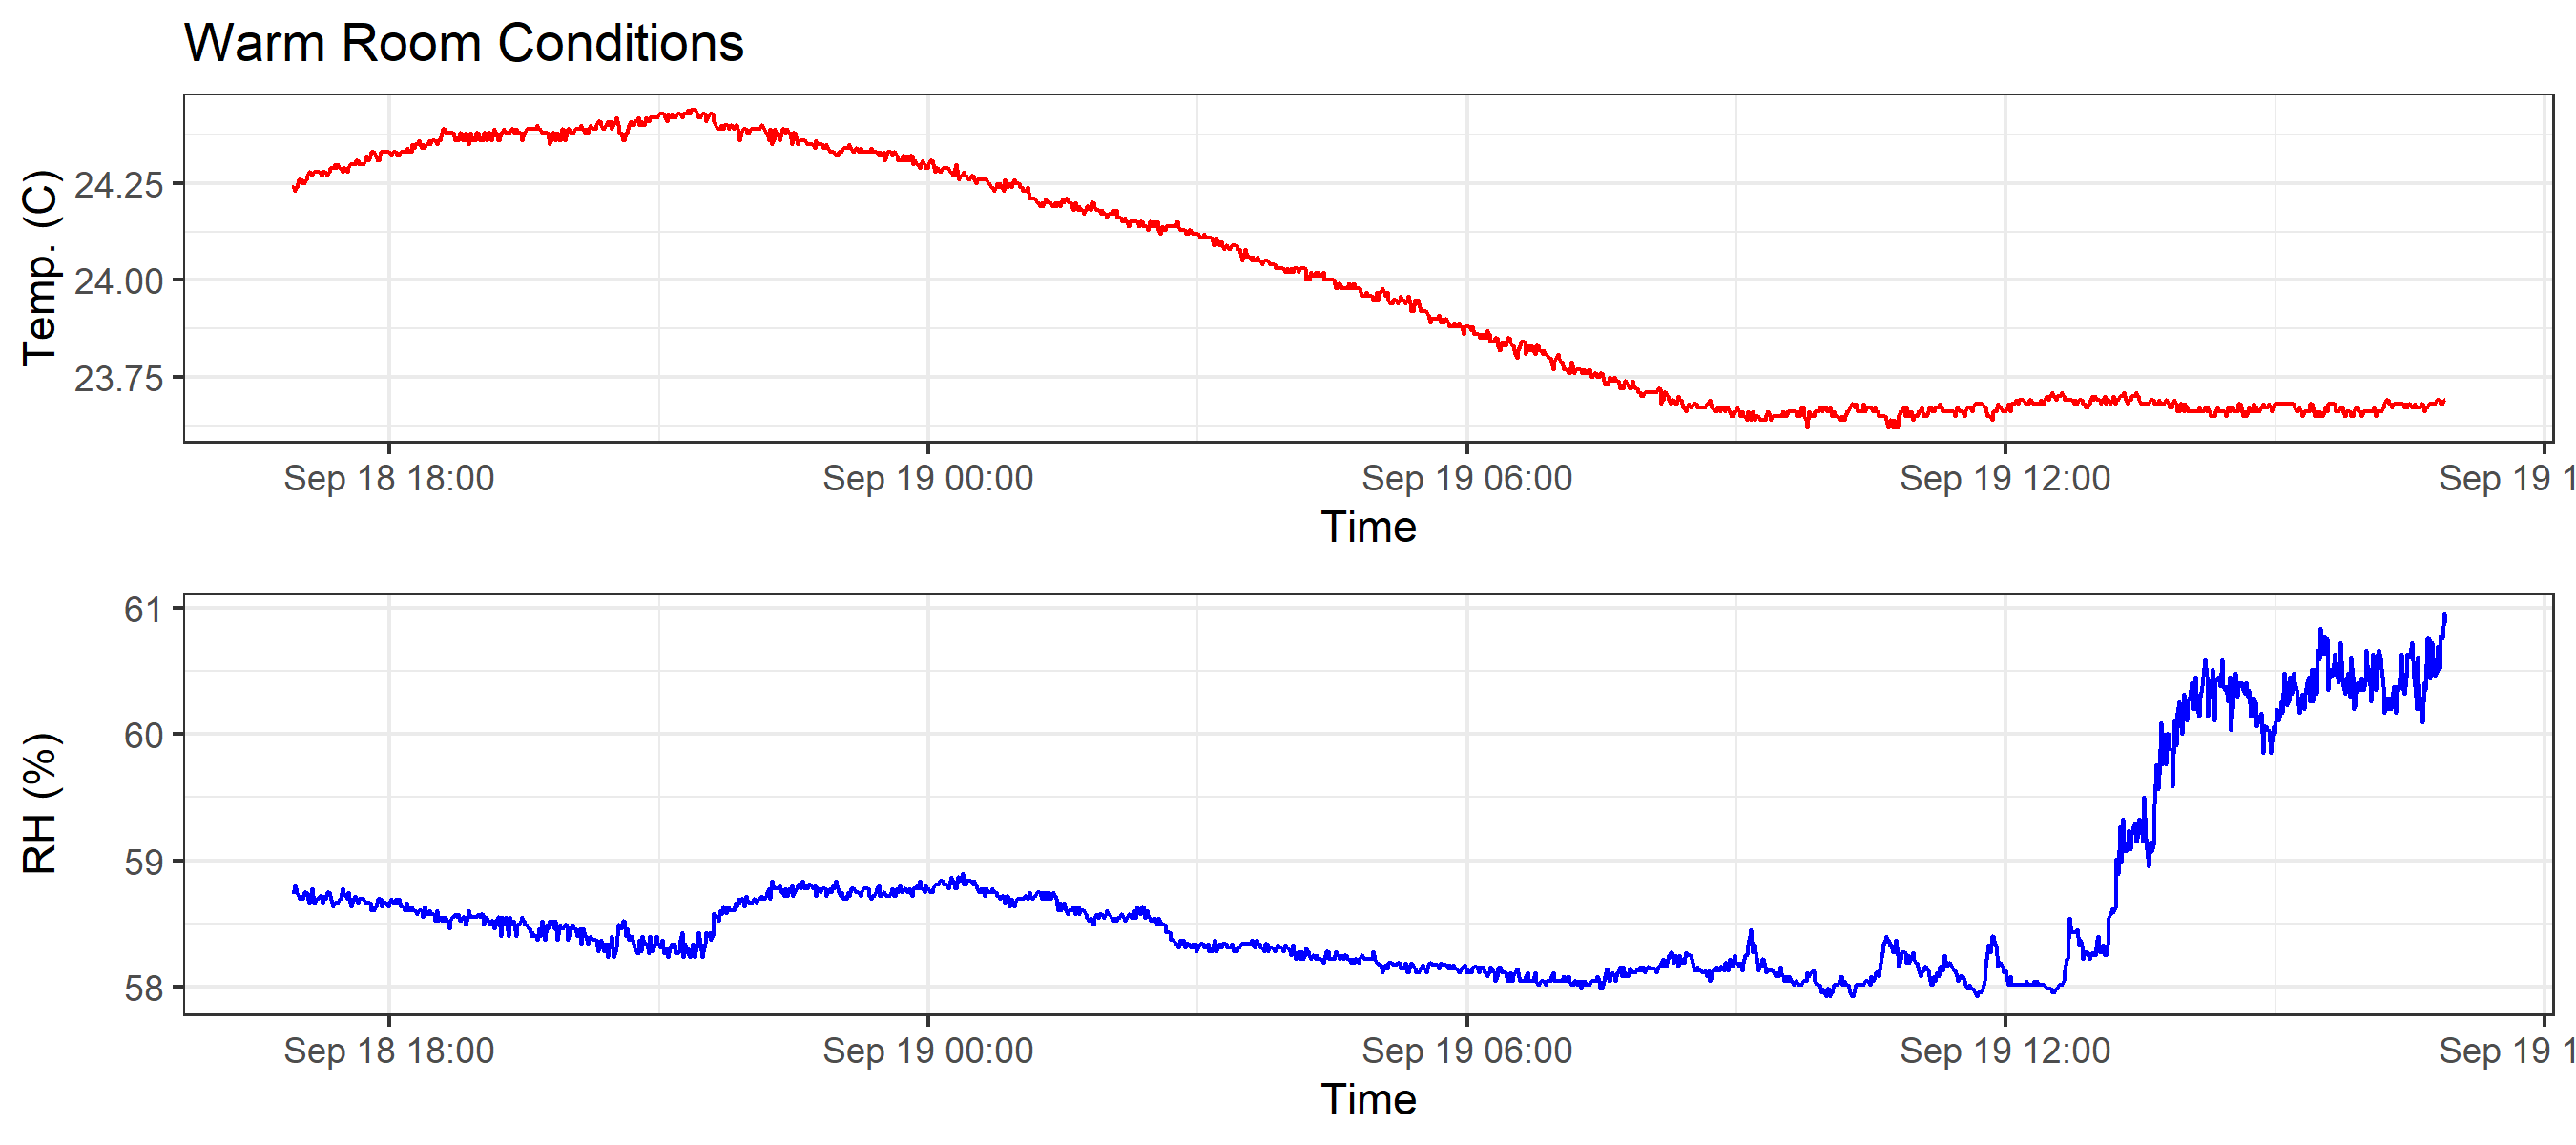 Warm Room Conditions
Temp. (C)
24.25
24.00
23.75
Sep 18 18:00 Sep 19 00:00 Sep 19 06:00 Sep 19 12:00 Sep 19 1
Time
RH (%)
61
60
59
58
Sep 18 18:00 Sep 19 00:00 Sep 19 06:00 Sep 19 12:00 Sep 19 1
Time